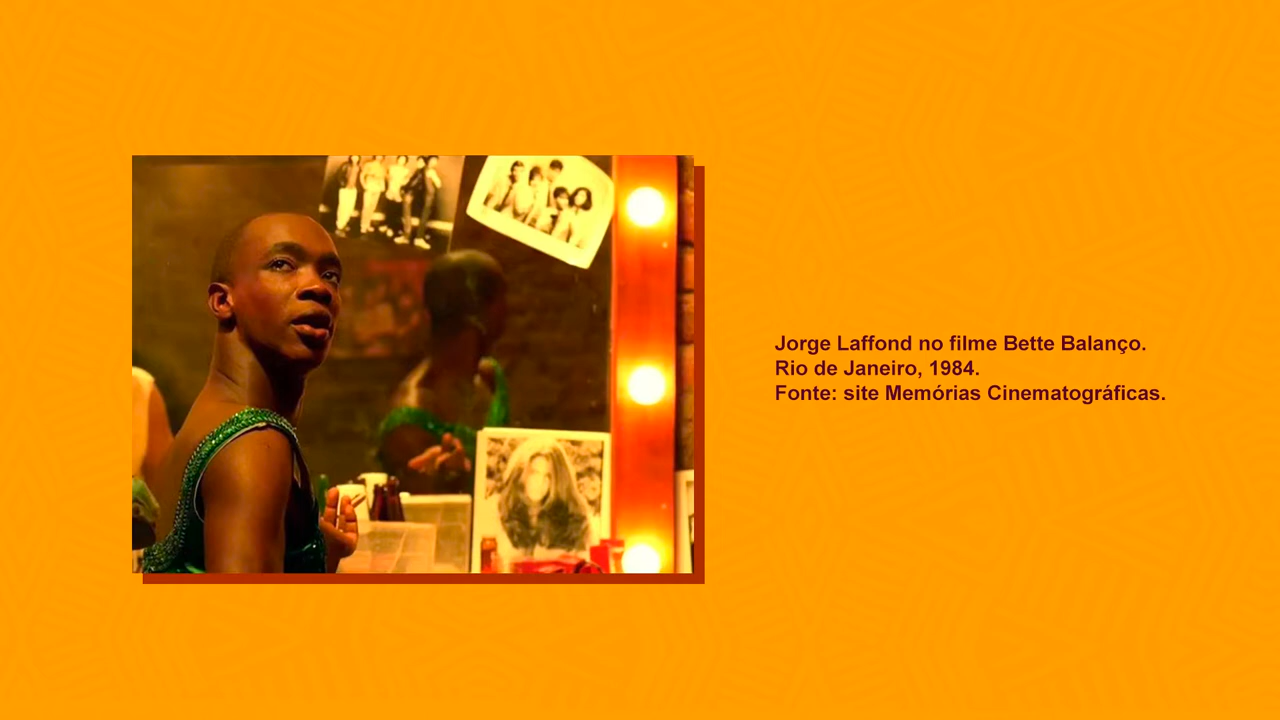 Jorge Laffond no filme Bette Balanço.
Rio de Janeiro, 1984.
Fonte: site Memórias Cinematográficas.